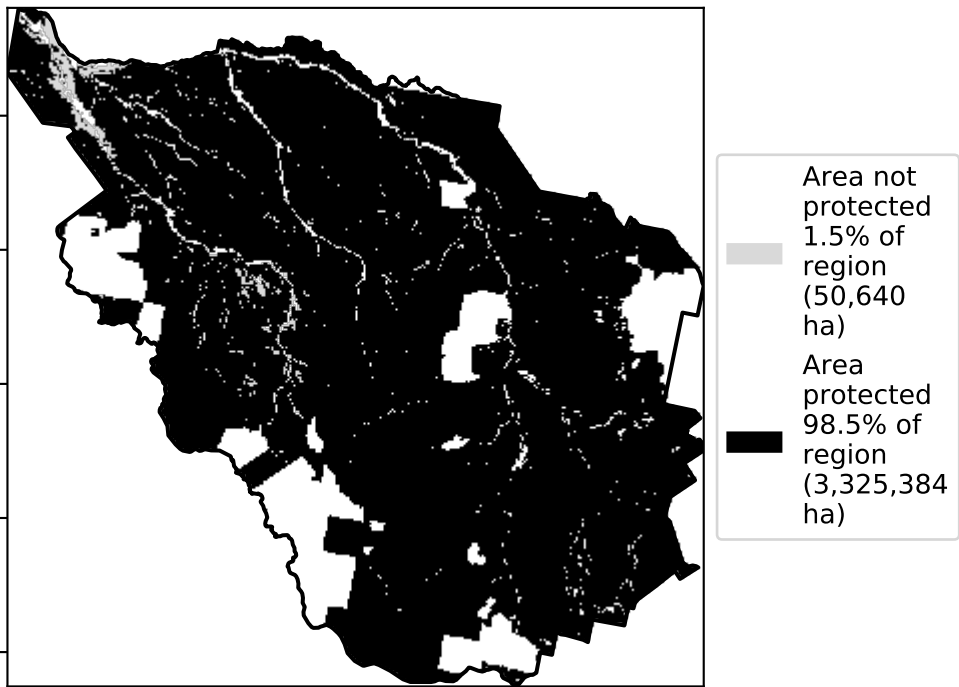 Area not
protected
1.5% of
region
(50,640
ha)
Area
protected
98.5% of
region
(3,325,384
ha)